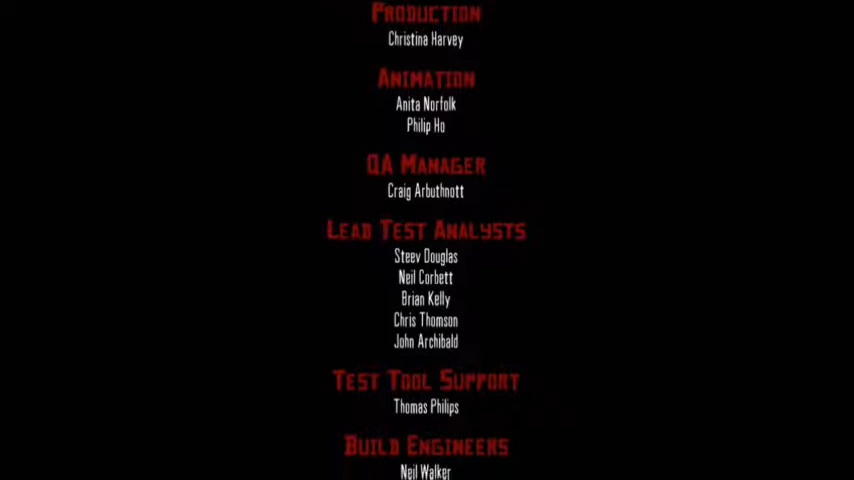 PRODUCTION
Christina Harvey
ANIMATION
Anita Norfolk
Philip Ho
QA MANAGER
Craig Arbuthnott
LEAD TEST ANALYSTS
Steev Douglas
Neil Corbett
Brian Kelly
Chris Thomson
John Archibald
TEST TOOL SUPPORT
Thomas Philips
BUILD ENGINEERS
Neil Walker